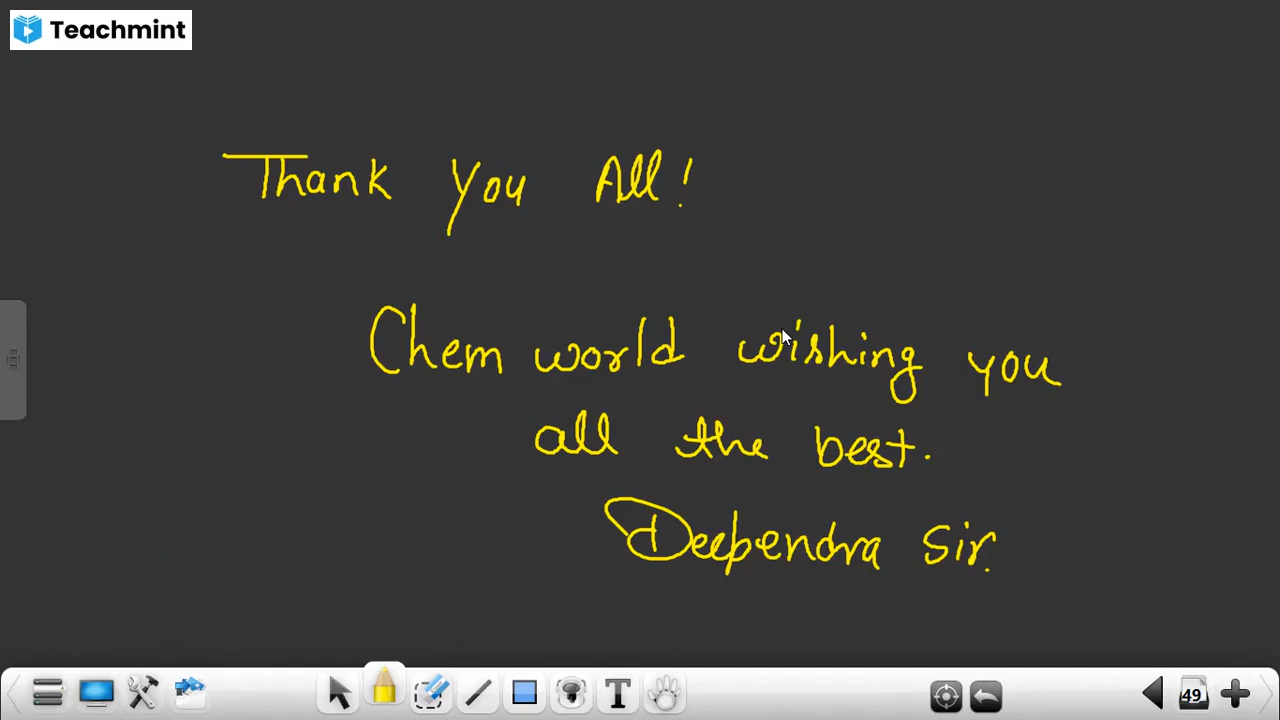 Teachmint
Thank You All!
Chem world wishing you
all the best.
Deependra Sir.
T
49